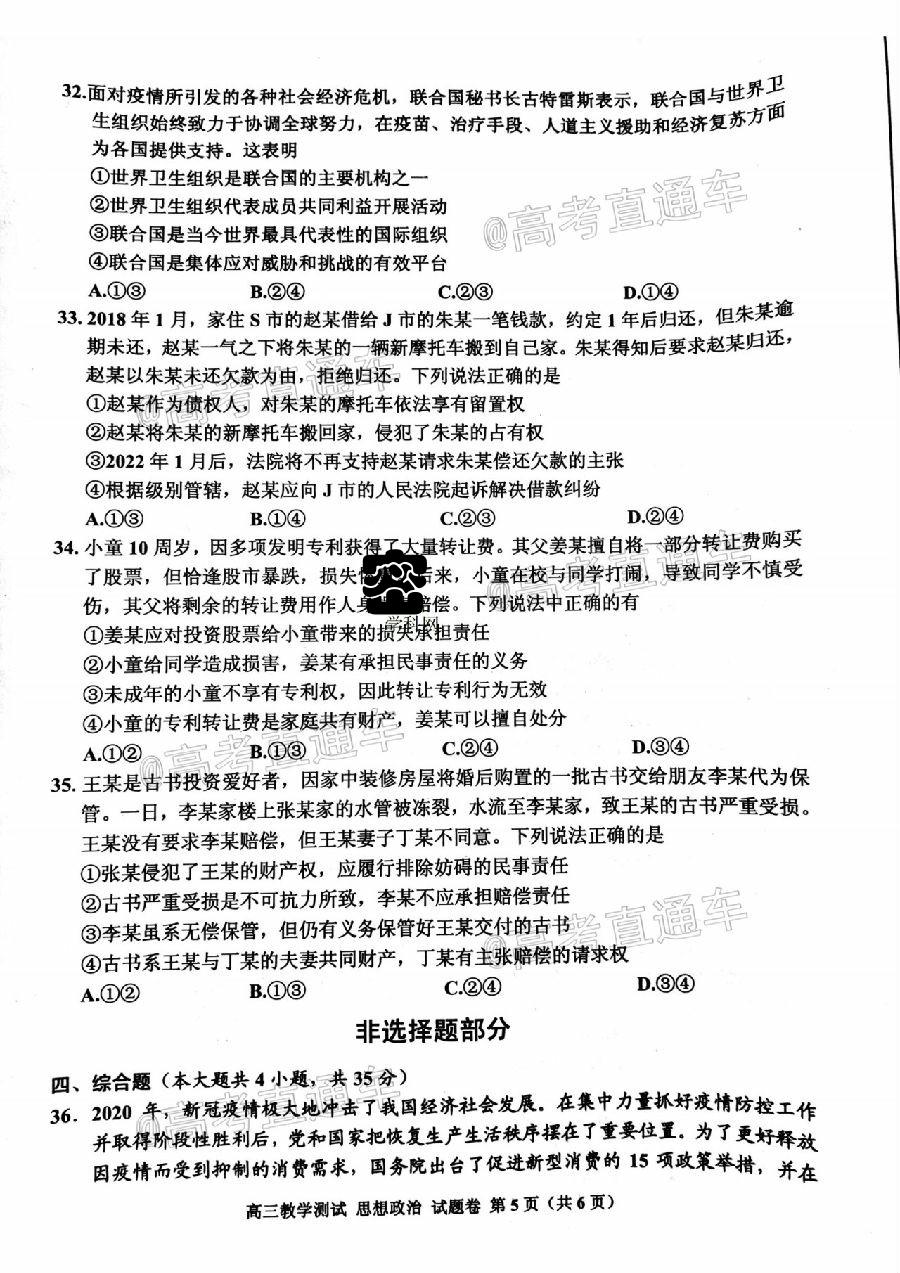 32.面对疫情所引发的各种社会经济危机，联合国秘书长古特雷斯表示，联合国与世界卫
生组织始终致力于协调全球努力，在疫苗、治疗手段、人道主义援助和经济复苏方面
为各国提供支持。这表明
①世界卫生组织是联合国的主要机构之一
②世界卫生组织代表成员共同利益开展活动
③联合国是当今世界最具代表性的国际组织
④联合国是集体应对威胁和挑战的有效平台
A.①③ B.②④ C.②③ D.①④
@高考直通车
33.2018年1月，家住S市的赵某借给J市的朱某一笔钱款，约定1年后归还，但朱某逾
期未还，赵某一气之下将朱某的一辆新摩托车搬到自己家。朱某得知后要求赵某归还，
赵某以朱某未还欠款为由，拒绝归还。下列说法正确的是
①赵某作为债权人，对朱某的摩托车依法享有留置权
@高考直通车
②赵某将朱某的新摩托车搬回家，侵犯了朱某的占有权
③2022年1月后，法院将不再支持赵某请求朱某偿还欠款的主张
④根据级别管辖，赵某应向J市的人民法院起诉解决借款纠纷
A.①③ B.①④ C.②③ D.②④
34.小童10周岁，因多项发明专利获得了大量转让费。其父姜某擅自将一部分转让费购买
了股票，但恰逢股市暴跌，损失 后来，小童在校与同学打闹，导致同学不慎受
伤，其父将剩余的转让费用作人 赔偿。下列说法中正确的有
@高考直通车
学科网
①姜某应对投资股票给小童带来的损失承担责任
②小童给同学造成损害，姜某有承担民事责任的义务
③未成年的小童不享有专利权，因此转让专利行为无效
④小童的专利转让费是家庭共有财产，姜某可以擅自处分
A.①② B.①③ C.②④ D.③④
@高考直通车
35.王某是古书投资爱好者，因家中装修房屋将婚后购置的一批古书交给朋友李某代为保
管。一日，李某家楼上张某家的水管被冻裂，水流至李某家，致王某的古书严重受损。
王某没有要求李某赔偿，但王某妻子丁某不同意。下列说法正确的是
①张某侵犯了王某的财产权，应履行排除妨碍的民事责任
②古书严重受损是不可抗力所致，李某不应承担赔偿责任
③李某虽系无偿保管，但仍有义务保管好王某交付的古书
④古书系王某与丁某的夫妻共同财产，丁某有主张赔偿的请求权
@高考直通车
A.①② B.①③ C.②④ D.③④
非选择题部分
四、综合题（本大题共4小题，共35分）
@高考直通车
36. 2020年，新冠疫情极大地冲击了我国经济社会发展。在集中力量抓好疫情防控工作
并取得阶段性胜利后，党和国家把恢复生产生活秩序摆在了重要位置。为了更好释放
因疫情而受到抑制的消费需求，国务院出台了促进新型消费的15项政策举措，并在
高三教学测试 思想政治 试题卷 第5页（共6页）